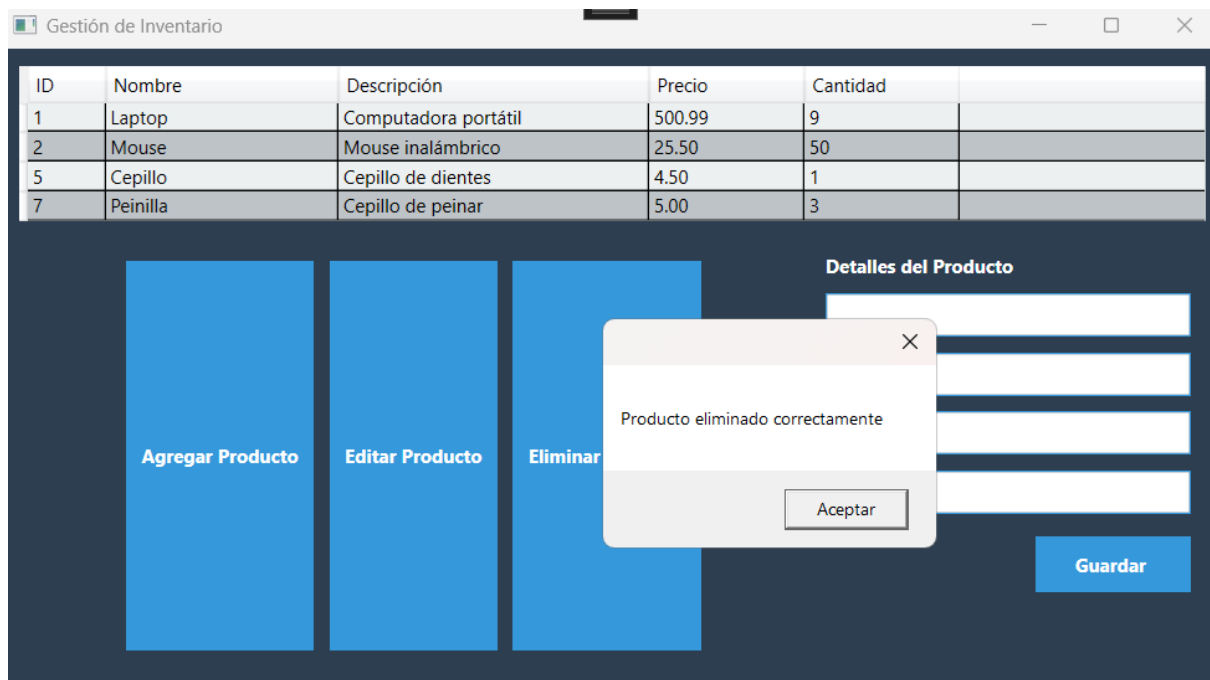 Gestión de Inventario
ID Nombre Descripción Precio Cantidad
1 Laptop Computadora portátil 500.99 9
2 Mouse Mouse inalámbrico 25.50 50
5 Cepillo Cepillo de dientes 4.50 1
7 Peinilla Cepillo de peinar 5.00 3
Detalles del Producto
Producto eliminado correctamente
Agregar Producto Editar Producto Eliminar
Aceptar
Guardar